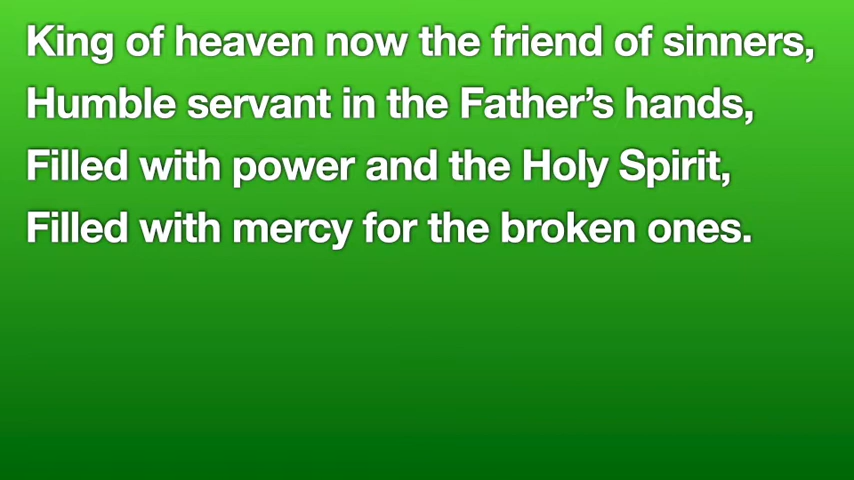 King of heaven now the friend of sinners,
Humble servant in the Father’s hands,
Filled with power and the Holy Spirit,
Filled with mercy for the broken ones.